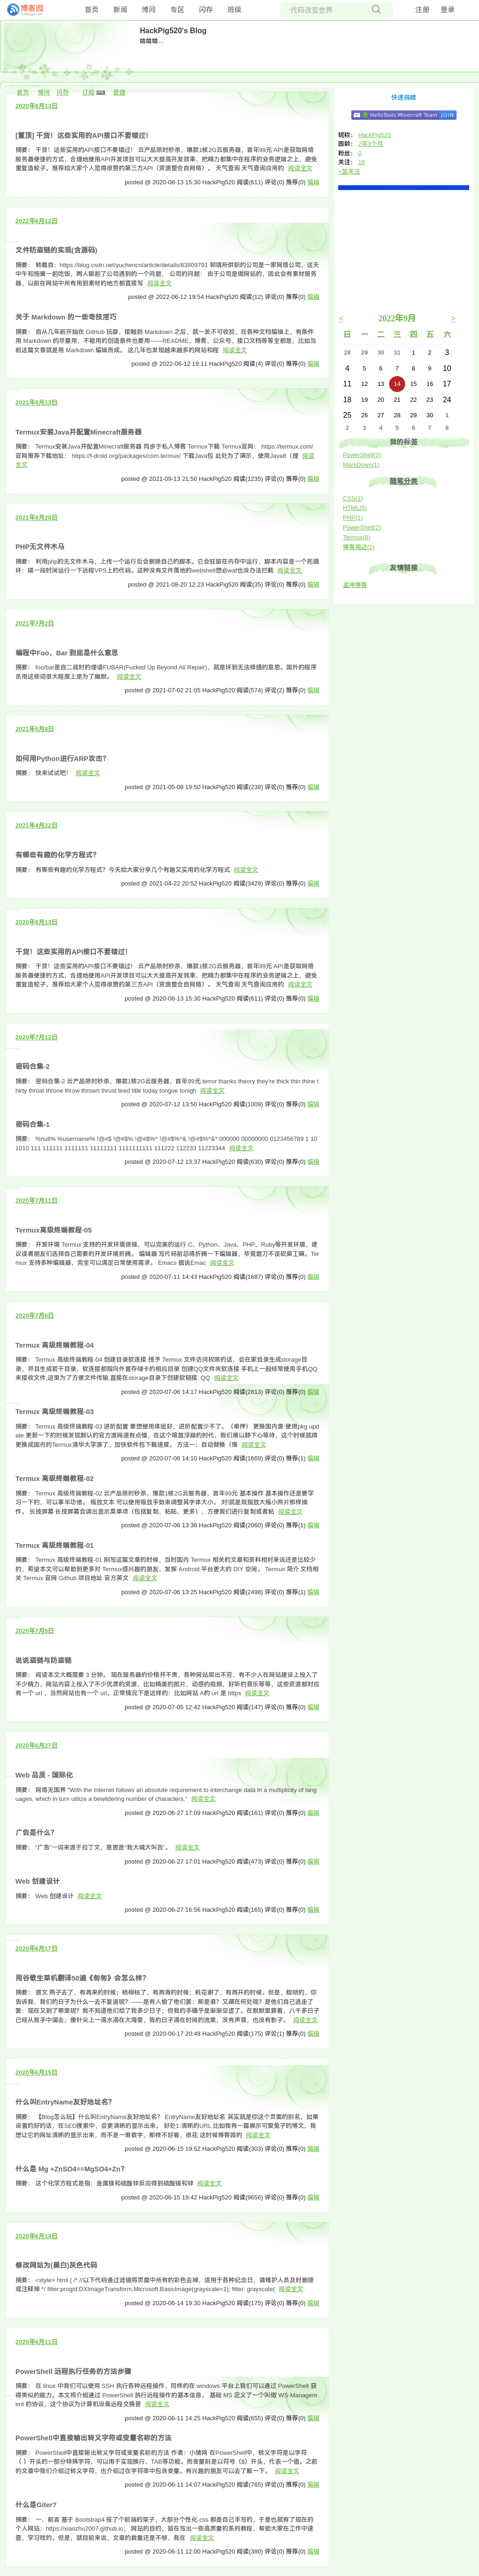 博客园
首页 新闻 博问 专区 闪存 班级
代码改变世界
注册 登录
HackPig520's Blog
咕咕咕...
首页 博问 闪存 订阅 管理
2020年8月13日
[置顶] 干货！这些实用的API接口不要错过！
摘要： 干货！这些实用的API接口不要错过！ 云产品限时秒杀，爆款1核2G云服务器，首年99元 API是获取网络服务器最便捷的方式，合理地使用API开发项目可以大大提高开发效率，把精力都集中在程序的业务逻辑之上，避免重复造轮子。推荐给大家个人觉得很赞的第三方API（资源整合自网络）。 天气查询 天气查询应用的 阅读全文
posted @ 2020-08-13 15:30 HackPig520 阅读(611) 评论(0) 推荐(0) 编辑
2022年6月12日
文件防盗链的实现(含源码)
摘要： 转载自：https://blog.csdn.net/yuchencn/article/details/83809791 郭靖所供职的公司是一家网络公司，这天中午和拖雷一起吃饭，两人聊起了公司遇到的一个问题。 公司的问题： 由于公司是做网站的，因此会有素材服务器，以前在网站中所有用到素材的地方都直接写 阅读全文
posted @ 2022-06-12 19:54 HackPig520 阅读(12) 评论(0) 推荐(0) 编辑
关于 Markdown 的一些奇技淫巧
摘要： 自从几年前开始在 GitHub 玩耍，接触到 Markdown 之后，就一发不可收拾，在各种文档编辑上，有条件用 Markdown 的尽量用，不能用的创造条件也要用——README、博客、公众号、接口文档等等全都是，比如当前这篇文章就是用 Markdown 编辑而成。 这几年也发现越来越多的网站和程 阅读全文
posted @ 2022-06-12 19:11 HackPig520 阅读(4) 评论(0) 推荐(0) 编辑
2021年9月13日
Termux安装Java并配置Minecraft服务器
摘要： Termux安装Java并配置Minecraft服务器 同步于私人博客 Termux下载 Termux官网： https://termux.com/ 官网推荐下载地址： https://f-droid.org/packages/com.termux/ 下载Java包 此处为了演示，使用Java8（理 阅读全文
posted @ 2021-09-13 21:50 HackPig520 阅读(1235) 评论(0) 推荐(0) 编辑
2021年8月20日
PHP无文件木马
摘要： 利用php的无文件木马，上传一个运行后会删除自己的脚本。它会驻留在内存中运行，脚本内容是一个死循环：猫一段时间运行一下远程VPS上的代码。这种没有文件落地的webshell想必waf也没办法拦截 阅读全文
posted @ 2021-08-20 12:23 HackPig520 阅读(35) 评论(0) 推荐(0) 编辑
2021年7月2日
编程中Foo，Bar 到底是什么意思
摘要： foo/bar是自二战时的俚语FUBAR(Fucked Up Beyond All Repair)，就是坏到无法修缮的意思。国外的程序员用这些词很大程度上是为了幽默。 阅读全文
posted @ 2021-07-02 21:05 HackPig520 阅读(574) 评论(2) 推荐(0) 编辑
2021年5月8日
如何用Python进行ARP攻击?
摘要： 快来试试吧！ 阅读全文
posted @ 2021-05-08 19:50 HackPig520 阅读(238) 评论(0) 推荐(0) 编辑
2021年4月22日
有哪些有趣的化学方程式？
摘要： 有哪些有趣的化学方程式？今天给大家分享几个有趣又实用的化学方程式 阅读全文
posted @ 2021-04-22 20:52 HackPig520 阅读(3429) 评论(0) 推荐(0) 编辑
2020年8月13日
干货！这些实用的API接口不要错过！
摘要： 干货！这些实用的API接口不要错过！ 云产品限时秒杀，爆款1核2G云服务器，首年99元 API是获取网络服务器最便捷的方式，合理地使用API开发项目可以大大提高开发效率，把精力都集中在程序的业务逻辑之上，避免重复造轮子。推荐给大家个人觉得很赞的第三方API（资源整合自网络）。 天气查询 天气查询应用的 阅读全文
posted @ 2020-08-13 15:30 HackPig520 阅读(611) 评论(0) 推荐(0) 编辑
2020年7月12日
密码合集-2
摘要： 密码合集-2 云产品限时秒杀，爆款1核2G云服务器，首年99元 terror thanks theory they're thick thin thine thirty throat throne throw thrown thrust tired title today tongue tonigh 阅读全文
posted @ 2020-07-12 13:50 HackPig520 阅读(1009) 评论(0) 推荐(0) 编辑
密码合集-1
摘要： %null% %username% !@#$ !@#$% !@#$%^ !@#$%^& !@#$%^&* 000000 00000000 0123456789 1 101010 111 111111 1111111 11111111 1111111111 111222 112233 11223344 阅读全文
posted @ 2020-07-12 13:37 HackPig520 阅读(630) 评论(0) 推荐(0) 编辑
2020年7月11日
Termux高级终端教程-05
摘要： 开发环境 Termux 支持的开发环境很强，可以完美的运行 C、Python、Java、PHP、Ruby等开发环境，建议读者朋友们选择自己需要的开发环境折腾。 编辑器 写代码前总得折腾一下编辑器，毕竟磨刀不误砍柴工嘛。Termux 支持多种编辑器，完全可以满足日常使用需求。 Emacs 据说Emac 阅读全文
posted @ 2020-07-11 14:43 HackPig520 阅读(1687) 评论(0) 推荐(0) 编辑
2020年7月6日
Termux 高级终端教程-04
摘要： Termux 高级终端教程-04 创建目录软连接 授予 Termux 文件访问权限的话，会在家目录生成storage目录，并且生成若干目录，软连接都指向外置存储卡的相应目录 创建QQ文件夹软连接 手机上一般经常使用手机QQ来接收文件,这里为了方便文件传输,直接在storage目录下创建软链接. QQ 阅读全文
posted @ 2020-07-06 14:17 HackPig520 阅读(2813) 评论(0) 推荐(0) 编辑
Termux 高级终端教程-03
摘要： Termux 高级终端教程-03 进阶配置 要想使用体验好，进阶配置少不了。（单押） 更换国内源 使用pkg update 更新一下的时候发现默认的官方源网速有点慢，在这个喧嚣浮躁的时代，我们难以静下心等待，这个时候就得更换成国内的Termux清华大学源了，加快软件包下载速度。 方法一：自动替换（推 阅读全文
posted @ 2020-07-06 14:10 HackPig520 阅读(1669) 评论(0) 推荐(1) 编辑
Termux 高级终端教程-02
摘要： Termux 高级终端教程-02 云产品限时秒杀，爆款1核2G云服务器，首年99元 基本操作 基本操作还是要学习一下的，可以事半功倍。 缩放文本 可以使用缩放手势来调整其字体大小。 对!就是双指放大缩小照片那样操作。 长按屏幕 长按屏幕会调出显示菜单项（包括复制、粘贴、更多），方便我们进行复制或者粘 阅读全文
posted @ 2020-07-06 13:36 HackPig520 阅读(2060) 评论(0) 推荐(1) 编辑
Termux 高级终端教程-01
摘要： Termux 高级终端教程-01 刚写这篇文章的时候，当时国内 Termux 相关的文章和资料相对来说还是比较少的，希望本文可以帮助到更多对 Termux感兴趣的朋友，发挥 Android 平台更大的 DIY 空间。 Termux 简介 文档相关 Termux 官网 Github 项目地址 官方英文 阅读全文
posted @ 2020-07-06 13:25 HackPig520 阅读(2498) 评论(0) 推荐(1) 编辑
2020年7月5日
说说盗链与防盗链
摘要： 阅读本文大概需要 3 分钟。 现在服务器的价格并不贵，各种网站层出不穷，有不少人在网站建设上投入了不少精力，网站内容上投入了不少优质的资源，比如精美的图片，动感的视频，好听的音乐等等，这些资源都对应有一个 url ，当然网站也有一个 url。正常情况下是这样的：比如网站 A的 url 是 https 阅读全文
posted @ 2020-07-05 12:42 HackPig520 阅读(147) 评论(0) 推荐(0) 编辑
2020年6月27日
Web 品质 - 国际化
摘要： 网络无国界 "With the Internet follows an absolute requirement to interchange data in a multiplicity of languages, which in turn utilize a bewildering number of characters." 阅读全文
posted @ 2020-06-27 17:09 HackPig520 阅读(161) 评论(0) 推荐(0) 编辑
广告是什么？
摘要： “广告”一词来源于拉丁文，意思是“我大喊大叫百”。 阅读全文
posted @ 2020-06-27 17:01 HackPig520 阅读(473) 评论(0) 推荐(0) 编辑
Web 创建设计
摘要： Web 创建设计 阅读全文
posted @ 2020-06-27 16:56 HackPig520 阅读(165) 评论(0) 推荐(0) 编辑
2020年6月17日
用谷歌生草机翻译50遍《匆匆》会怎么样？
摘要： 原文 燕子去了，有再来的时候；杨柳枯了，有再青的时候；桃花谢了，有再开的时候。但是，聪明的，你告诉我，我们的日子为什么一去不复返呢？——是有人偷了他们罢：那是谁？又藏在何处呢？是他们自己逃走了罢：现在又到了哪里呢？我不知道他们给了我多少日子；但我的手确乎是渐渐空虚了。在默默里算着，八千多日子已经从我手中溜去；像针尖上一滴水滴在大海里，我的日子滴在时间的流里，没有声音，也没有影子。 阅读全文
posted @ 2020-06-17 20:48 HackPig520 阅读(175) 评论(1) 推荐(0) 编辑
2020年6月15日
什么叫EntryName友好地址名？
摘要： 【Blog怎么玩】什么叫EntryName友好地址名？ EntryName友好地址名 其实就是你这个页面的别名，如果设置的好的话，在SEO搜索中，会更清晰的显示出来。 好处1:清晰的URL 比如我有一篇展示可爱兔子的博文，我想让它的网址清晰的显示出来，而不是一堆数字，那样不好看，很花 这时候博客园的 阅读全文
posted @ 2020-06-15 19:52 HackPig520 阅读(303) 评论(0) 推荐(0) 编辑
什么是 Mg +ZnSO4==MgSO4+Zn？
摘要： 这个化学方程式是指：金属镁和硫酸锌反应得到硫酸镁和锌 阅读全文
posted @ 2020-06-15 19:42 HackPig520 阅读(9656) 评论(0) 推荐(0) 编辑
2020年6月14日
修改网站为(黑白)灰色代码
摘要： <style> html { /* //以下代码通过滤镜将页面中所有的彩色去掉，适用于各种纪念日，请维护人员及时删除或注释掉 */ filter:progid:DXImageTransform.Microsoft.BasicImage(grayscale=1); filter: grayscale( 阅读全文
posted @ 2020-06-14 19:30 HackPig520 阅读(175) 评论(0) 推荐(0) 编辑
2020年6月11日
PowerShell 远程执行任务的方法步骤
摘要： 在 linux 中我们可以使用 SSH 执行各种远程操作，同样的在 windows 平台上我们可以通过 PowerShell 获得类似的能力。本文将介绍通过 PowerShell 执行远程操作的基本信息。 基础 MS 定义了一个叫做 WS-Management 的协议，这个协议为计算机设备远程交换管 阅读全文
posted @ 2020-06-11 14:25 HackPig520 阅读(655) 评论(0) 推荐(0) 编辑
PowerShell中直接输出转义字符或变量名称的方法
摘要： PowerShell中直接输出转义字符或变量名称的方法 作者：小猪网 在PowerShell中，转义字符是以字符（`）开头的一部分特殊字符，可以用于实现换行、TAB等功能。而变量则是以符号（$）开头，代表一个值。之前的文章中我们介绍过转义字符，也介绍过在字符串中包含变量。有兴趣的朋友可以去了解一下。 阅读全文
posted @ 2020-06-11 14:07 HackPig520 阅读(765) 评论(0) 推荐(0) 编辑
什么是Giter?
摘要： 一、前言 基于 Bootstrap4 搭了个前端的架子，大部分个性化 css 都是自己手写的，于是也就有了现在的个人网站：https://xiaozhu2007.github.io。 网站的目的，旨在写出一些高质量的系列教程，帮助大家在工作中速查、学习啥的。但是，就目前来说，文章的数量还是不够，我在 阅读全文
posted @ 2020-06-11 12:00 HackPig520 阅读(380) 评论(0) 推荐(0) 编辑
快速捐赠
HelloTools Minecraft Team JOIN
昵称： HackPig520
园龄： 2年3个月
粉丝： 0
关注： 16
+加关注
< 2022年9月 >
日 一 二 三 四 五 六
28 29 30 31 1 2 3
4 5 6 7 8 9 10
11 12 13 14 15 16 17
18 19 20 21 22 23 24
25 26 27 28 29 30 1
2 3 4 5 6 7 8
我的标签
PowerShell(2)
MarkDown(1)
随笔分类
CSS(1)
HTML(5)
PHP(1)
PowerShell(2)
Termux(6)
博客周边(2)
友情链接
孟坤博客